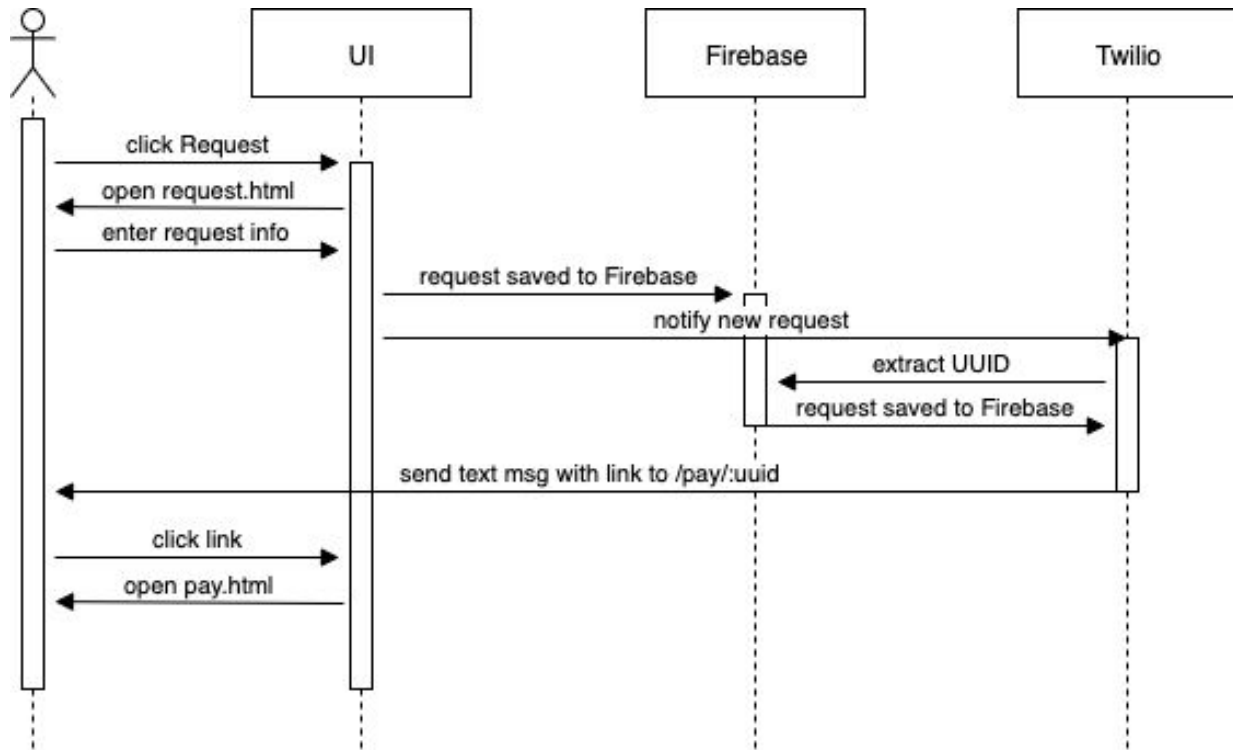 UI
Firebase
Twilio
click Request
open request.html
enter request info
request saved to Firebase
notify new request
extract UUID
request saved to Firebase
send text msg with link to /pay/:uuid
click link
open pay.html